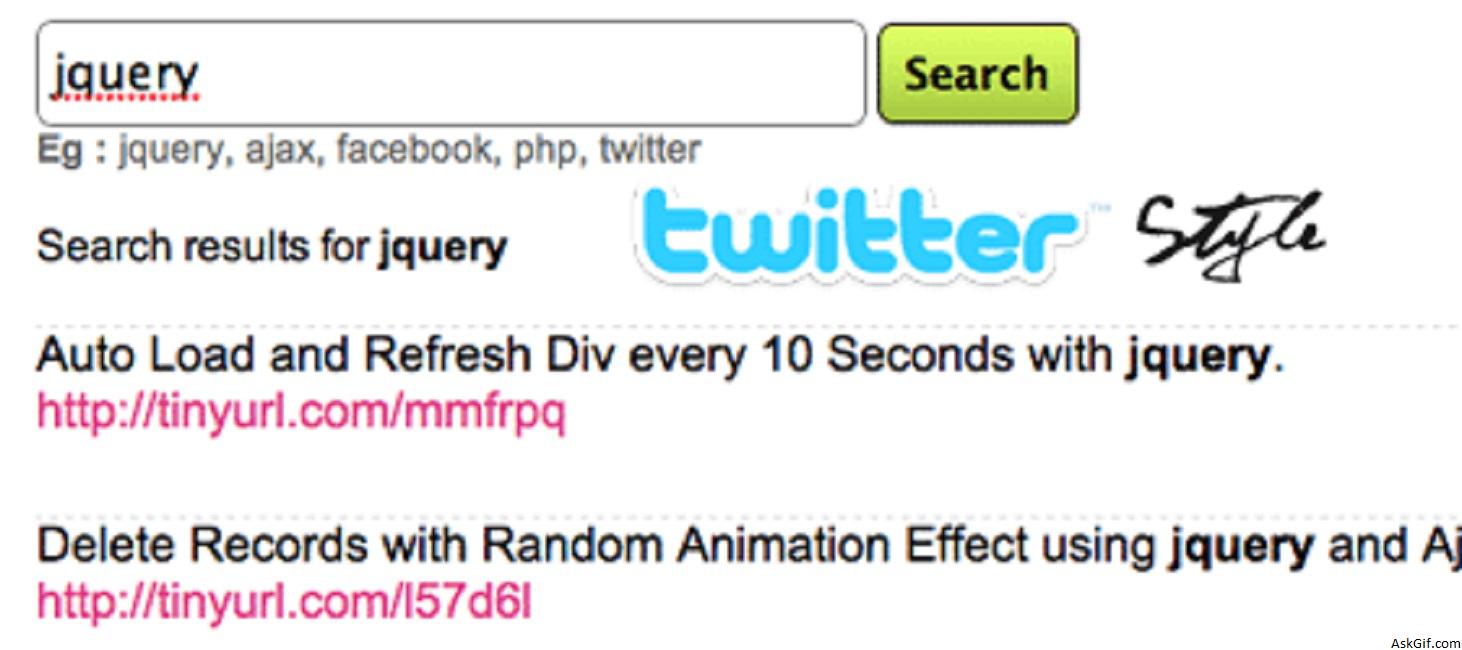 jquery
Search
Eg : jquery, ajax, facebook, php, twitter
Search results for jquery
twitter™ Style
Auto Load and Refresh Div every 10 Seconds with jquery.
http://tinyurl.com/mmfrpq
Delete Records with Random Animation Effect using jquery and Aj
http://tinyurl.com/l57d6l
AskGif.com